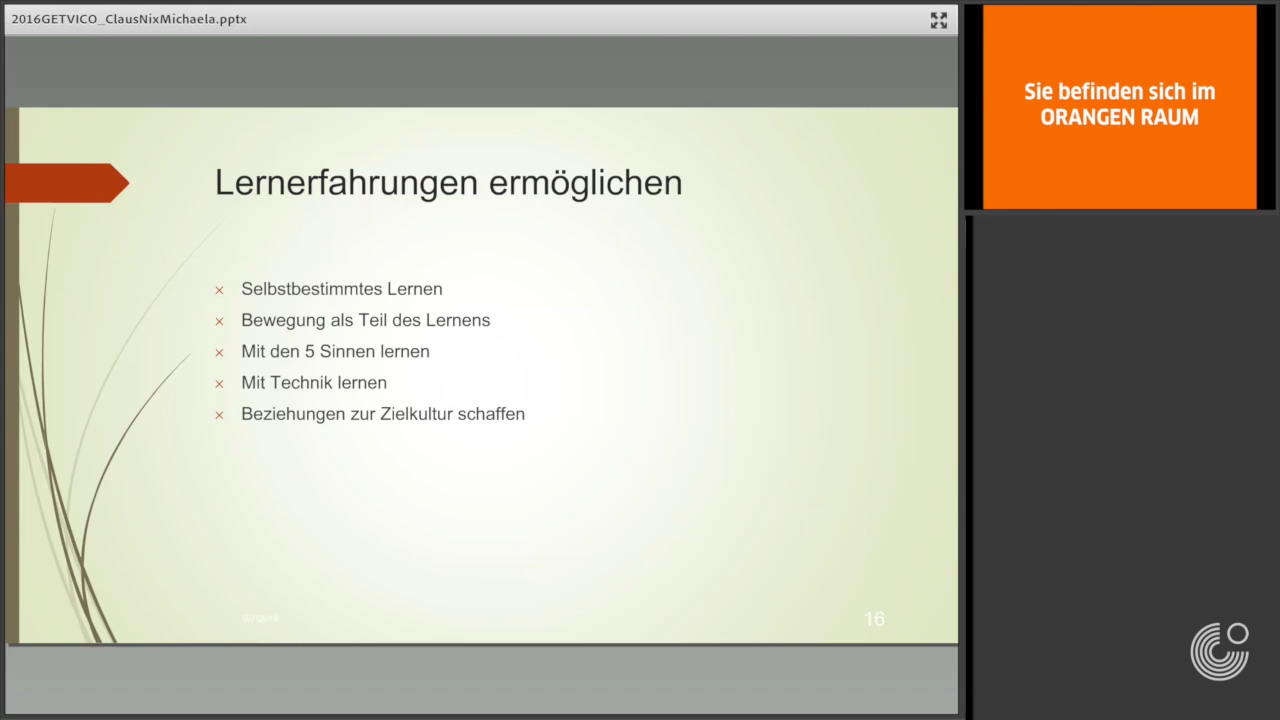 2016GETVICO_ClausNixMichaela.pptx
Sie befinden sich im
ORANGEN RAUM
Lernerfahrungen ermöglichen
Selbstbestimmtes Lernen
Bewegung als Teil des Lernens
Mit den 5 Sinnen lernen
Mit Technik lernen
Beziehungen zur Zielkultur schaffen
16